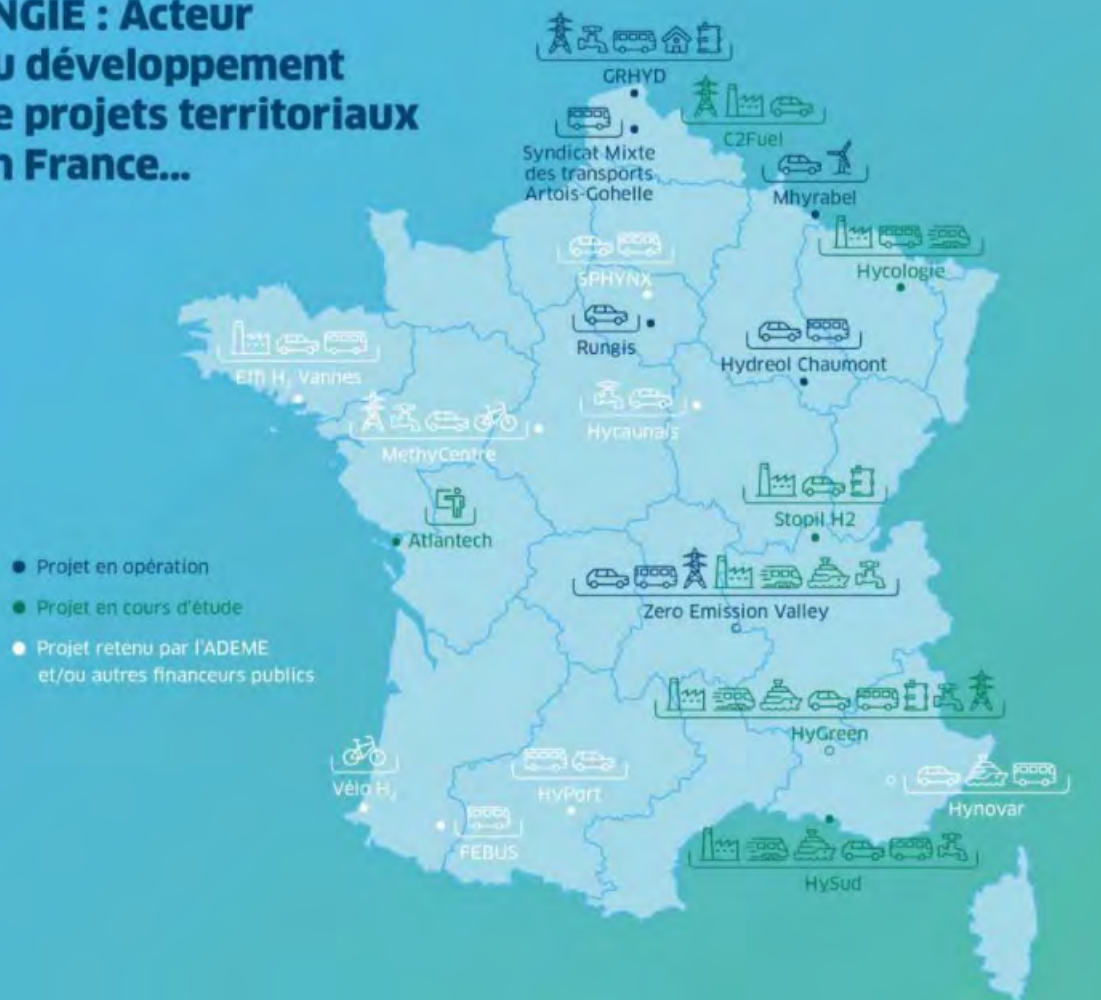 NGIE : Acteur
u développement
e projets territoriaux
n France...
GRHYD
C2Fuel
Syndicat Mixte
des transports
Artois-Gohelle
Mhyrabel
SPHYNX
Hycologie
Rungis
Hydreol Chaumont
Effi H₂ Vannes
Hycaunais
MethyCentre
Stopil H2
Atlantech
Projet en opération
Projet en cours d'étude
Projet retenu par l'ADEME
et/ou autres financeurs publics
Zero Emission Valley
HyGreen
Vélo H₂
HyPort
Hynovar
FEBUS
HySud